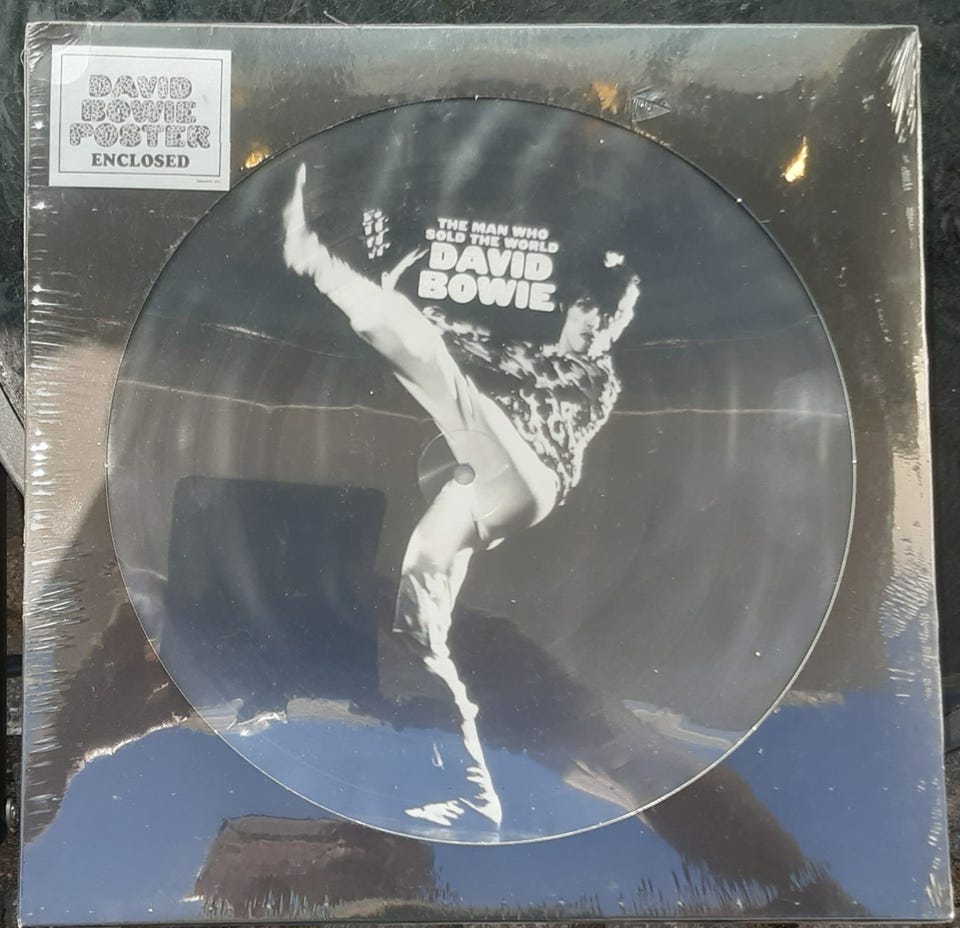 DAVID
BOWIE
POSTER
ENCLOSED
THE MAN WHO
SOLD THE WORLD
DAVID
BOWIE